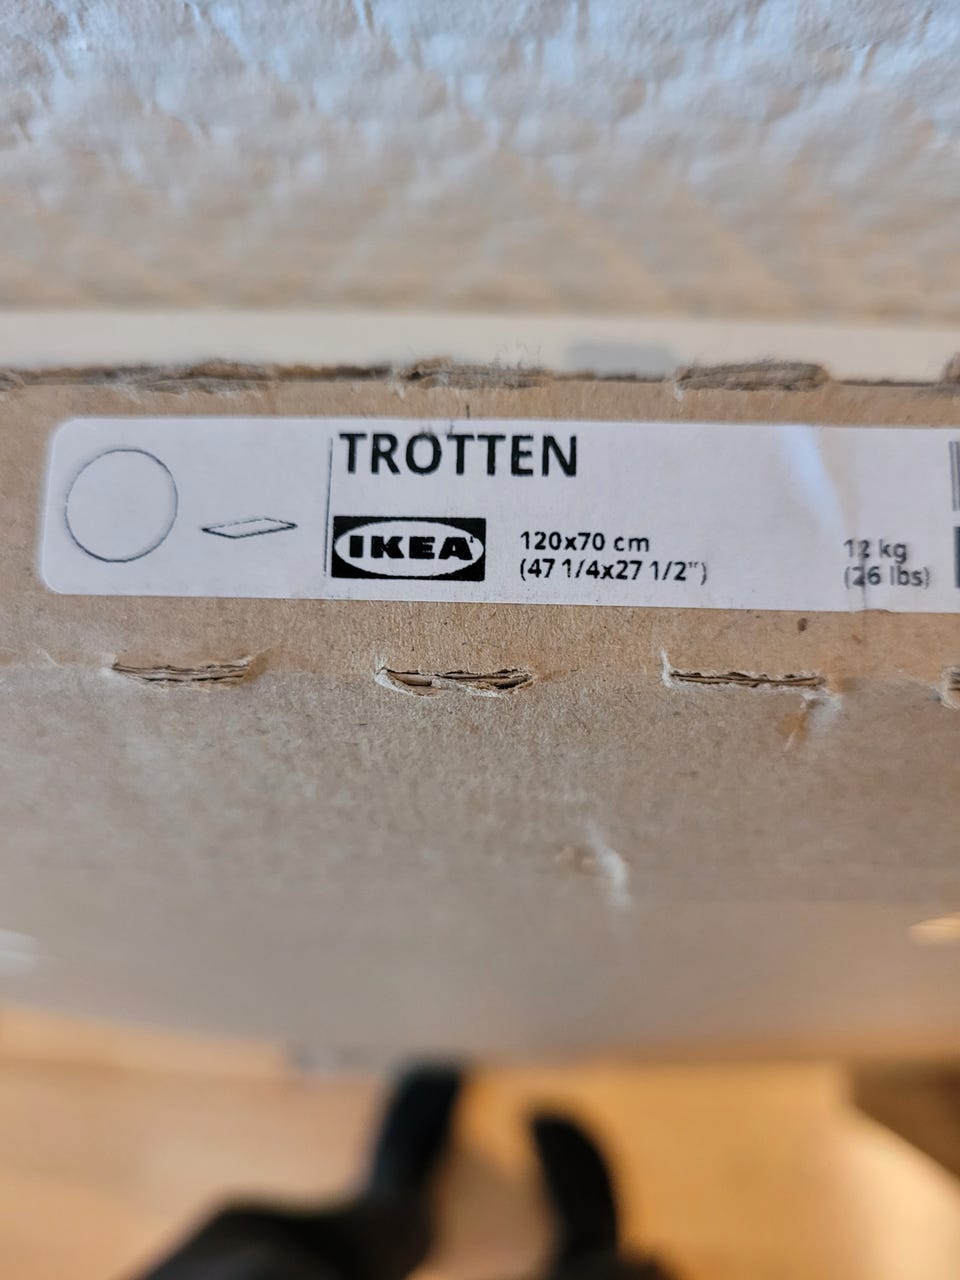 TROTTEN
IKEA
120x70 cm
(47 1/4x27 1/2")
12 kg
(26 lbs)